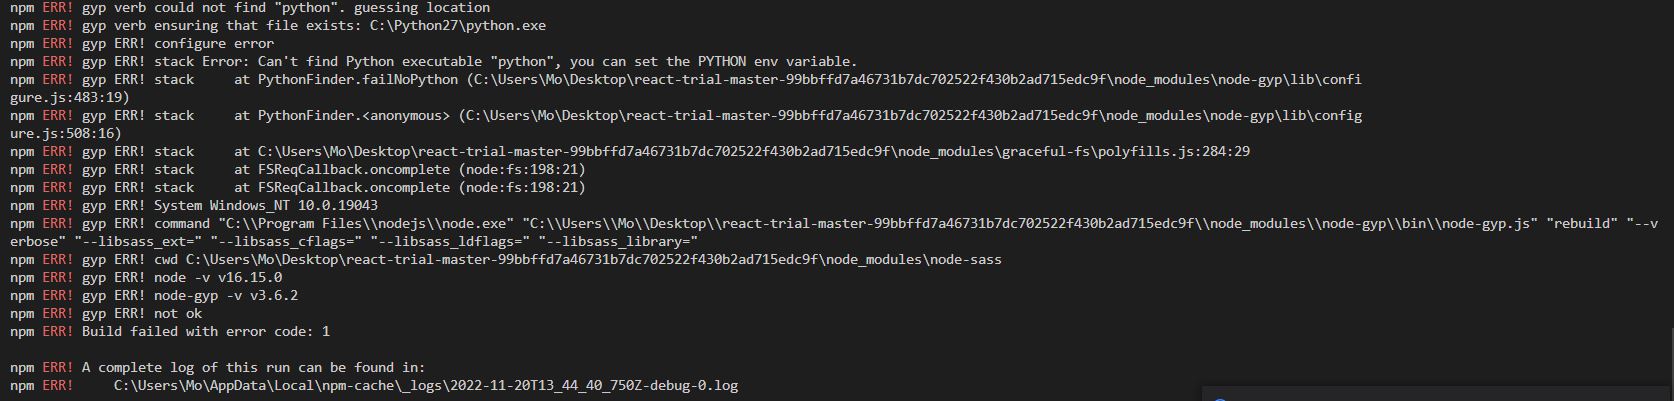 npm ERR! gyp verb could not find "python". guessing location
npm ERR! gyp verb ensuring that file exists: C:\Python27\python.exe
npm ERR! gyp ERR! configure error
npm ERR! gyp ERR! stack Error: Can't find Python executable "python", you can set the PYTHON env variable.
npm ERR! gyp ERR! stack     at PythonFinder.failNoPython (C:\Users\Mo\Desktop\react-trial-master-99bbffd7a46731b7dc702522f430b2ad715edc9f\node_modules\node-gyp\lib\confi
gure.js:483:19)
npm ERR! gyp ERR! stack     at PythonFinder.<anonymous> (C:\Users\Mo\Desktop\react-trial-master-99bbffd7a46731b7dc702522f430b2ad715edc9f\node_modules\node-gyp\lib\config
ure.js:508:16)
npm ERR! gyp ERR! stack     at C:\Users\Mo\Desktop\react-trial-master-99bbffd7a46731b7dc702522f430b2ad715edc9f\node_modules\graceful-fs\polyfills.js:284:29
npm ERR! gyp ERR! stack     at FSReqCallback.oncomplete (node:fs:198:21)
npm ERR! gyp ERR! stack     at FSReqCallback.oncomplete (node:fs:198:21)
npm ERR! gyp ERR! System Windows_NT 10.0.19043
npm ERR! gyp ERR! command "C:\\Program Files\\nodejs\\node.exe" "C:\\Users\\Mo\\Desktop\\react-trial-master-99bbffd7a46731b7dc702522f430b2ad715edc9f\\node_modules\\node-gyp\\bin\\node-gyp.js" "rebuild" "--v
erbose" "--libsass_ext=" "--libsass_cflags=" "--libsass_ldflags=" "--libsass_library="
npm ERR! gyp ERR! cwd C:\Users\Mo\Desktop\react-trial-master-99bbffd7a46731b7dc702522f430b2ad715edc9f\node_modules\node-sass
npm ERR! gyp ERR! node -v v16.15.0
npm ERR! gyp ERR! node-gyp -v v3.6.2
npm ERR! gyp ERR! not ok
npm ERR! Build failed with error code: 1
npm ERR! A complete log of this run can be found in:
npm ERR!     C:\Users\Mo\AppData\Local\npm-cache\_logs\2022-11-20T13_44_40_750Z-debug-0.log